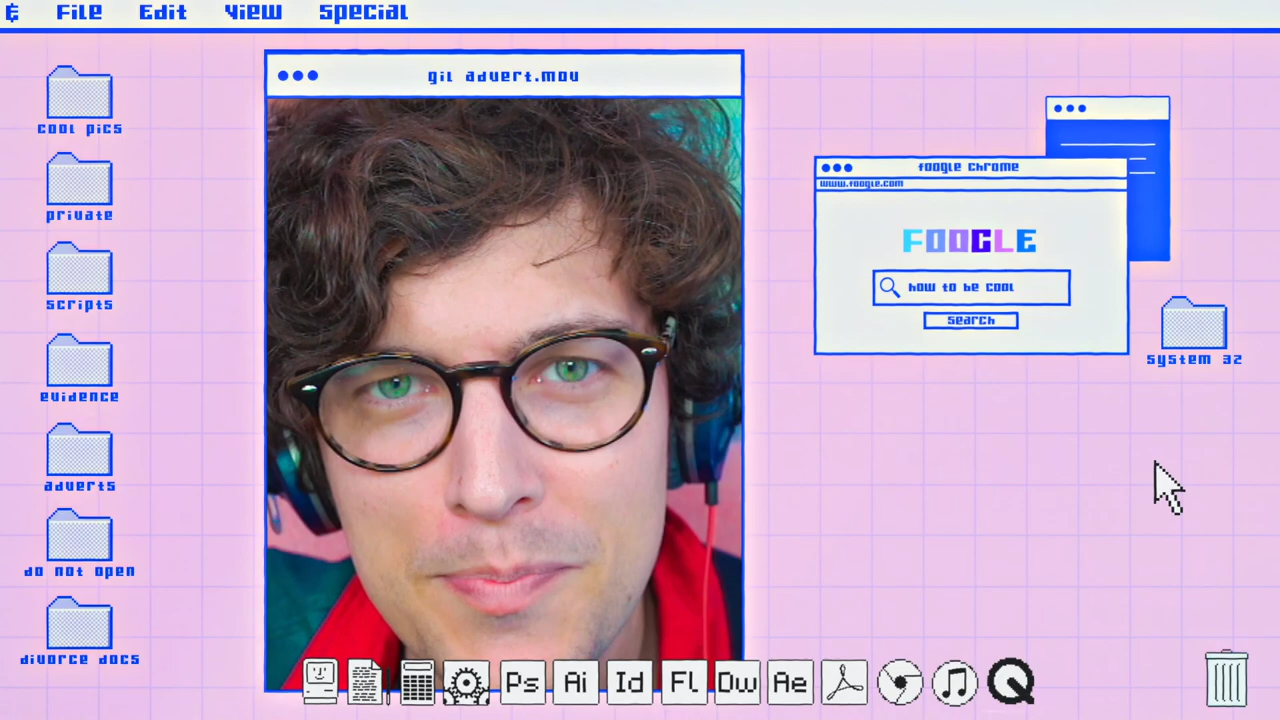 File Edit View Special
gil advert.mov
cool pics
private
scripts
evidence
adverts
do not open
divorce docs
foogle chrome
www.foogle.com
FOOGLE
how to be cool
search
system 32
Ps Ai Id Fl Dw Ae